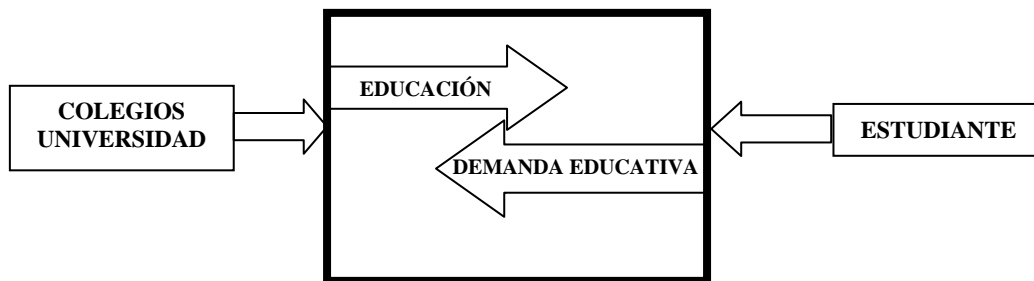 COLEGIOS
UNIVERSIDAD
EDUCACIÓN
DEMANDA EDUCATIVA
ESTUDIANTE